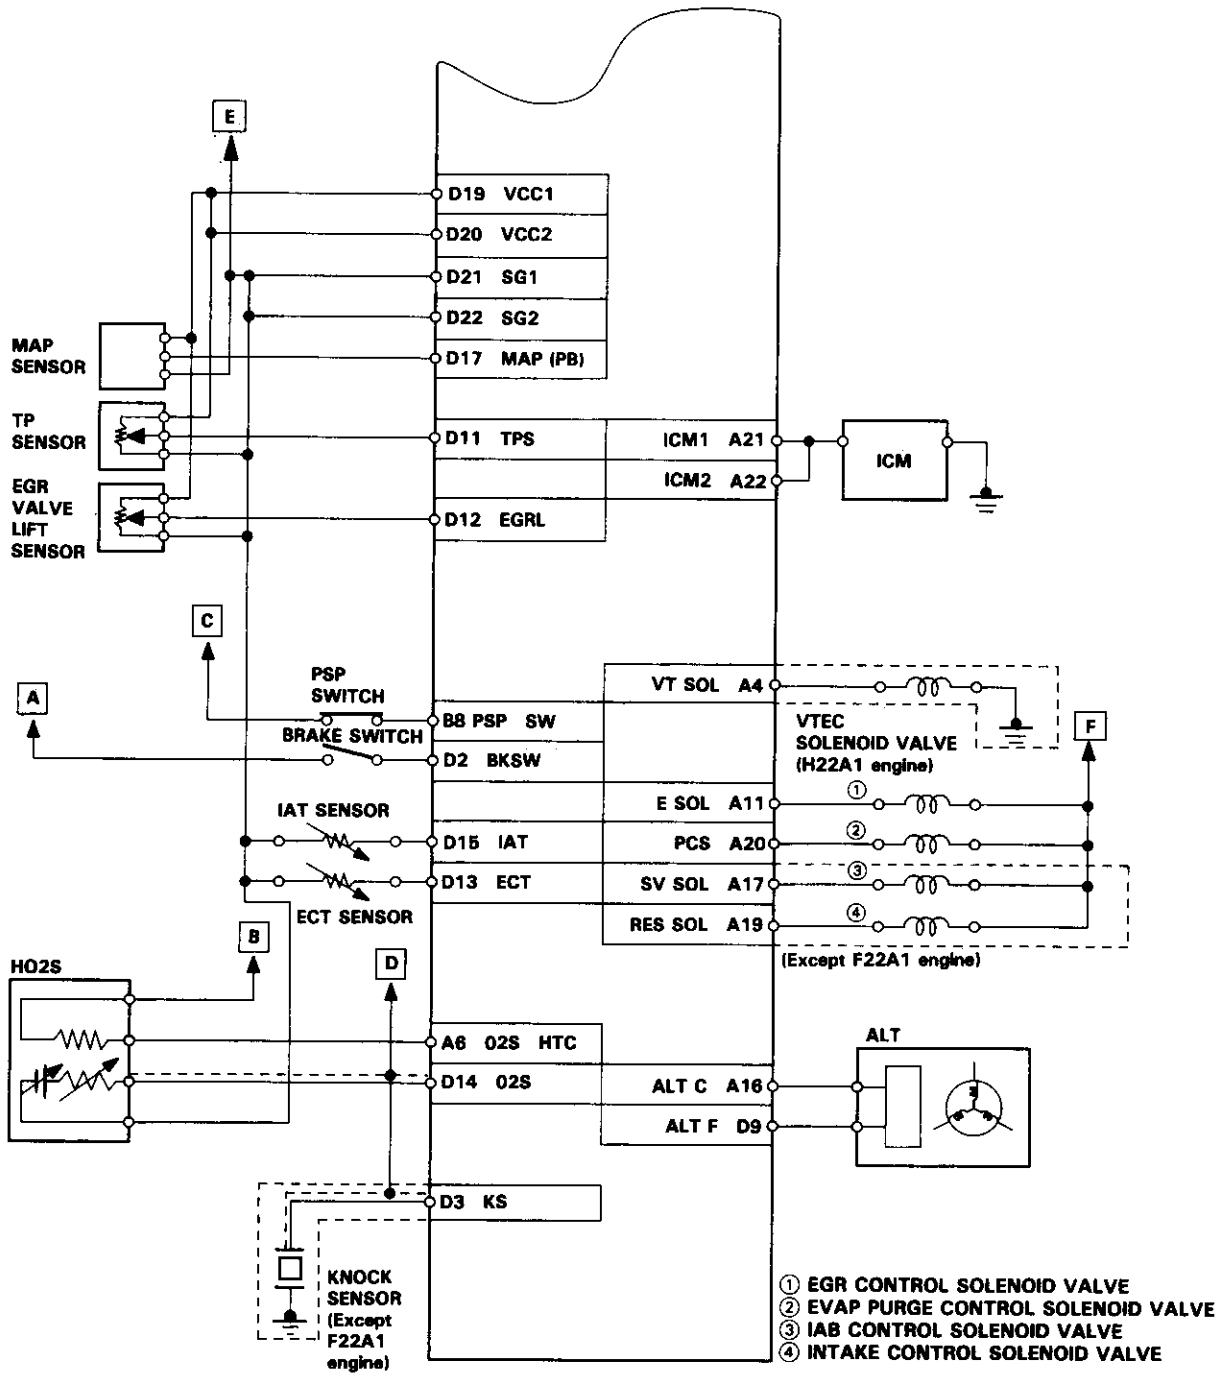 E
D19 VCC1
D20 VCC2
D21 SG1
D22 SG2
D17 MAP (PB)
MAP
SENSOR
TP
SENSOR
EGR
VALVE
LIFT
SENSOR
D11 TPS
D12 EGRL
ICM1 A21
ICM2 A22
ICM
C
A
PSP
SWITCH
BRAKE SWITCH
B8 PSP SW
D2 BKSW
VT SOL A4
VTEC
SOLENOID VALVE
(H22A1 engine)
F
E SOL A11
①
PCS A20
②
SV SOL A17
③
RES SOL A19
④
(Except F22A1 engine)
IAT SENSOR
D15 IAT
D13 ECT
ECT SENSOR
B
D
HO2S
A6 02S HTC
D14 02S
ALT
ALT C A16
ALT F D9
D3 KS
KNOCK
SENSOR
(Except
F22A1
engine)
① EGR CONTROL SOLENOID VALVE
② EVAP PURGE CONTROL SOLENOID VALVE
③ IAB CONTROL SOLENOID VALVE
④ INTAKE CONTROL SOLENOID VALVE